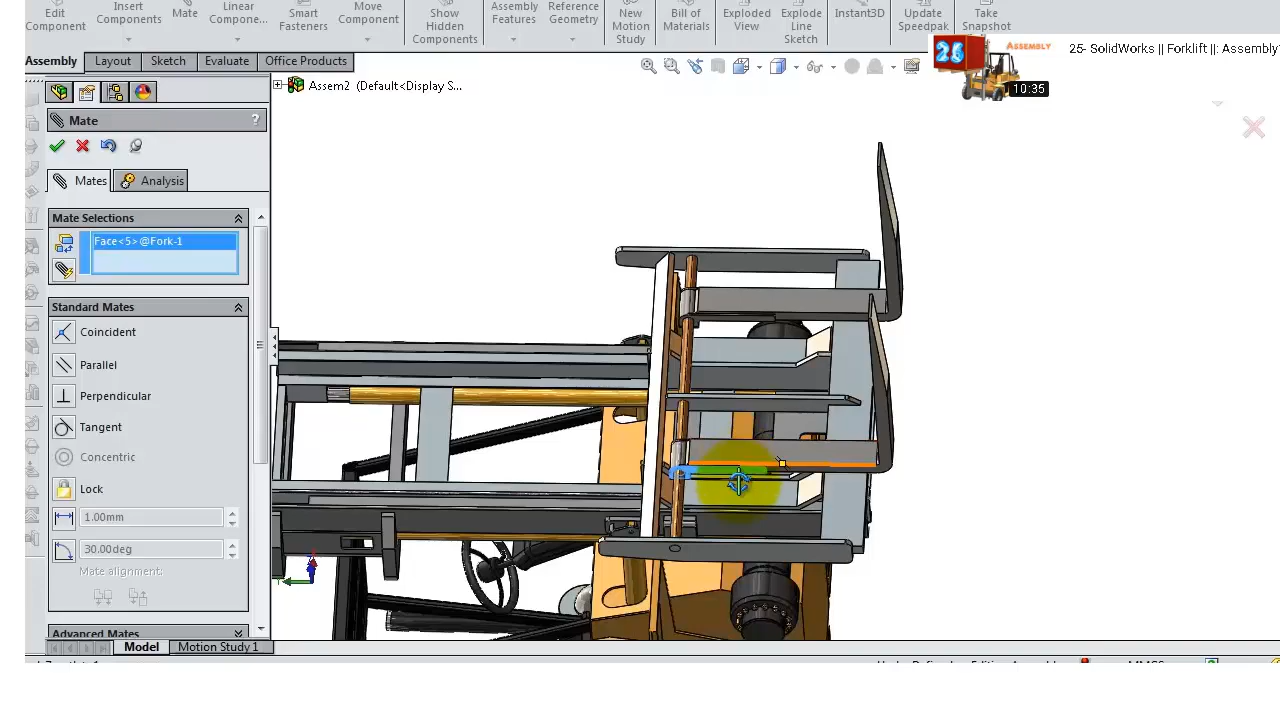 Edit
Component
Insert
Components
Mate
Linear
Compone...
Smart
Fasteners
Move
Component
Show
Hidden
Components
Assembly
Features
Reference
Geometry
New
Motion
Study
Bill of
Materials
Exploded
View
Explode
Line
Sketch
Instant3D
Update
Speedpak
Take
Snapshot
25
ASSEMBLY
10:35
25- SolidWorks || Forklift ||: Assembly
Assembly
Layout
Sketch
Evaluate
Office Products
Assem2 (Default<Display S...
Mate
?
Mates
Analysis
Mate Selections
Face<5>@Fork-1
Standard Mates
Coincident
Parallel
Perpendicular
Tangent
Concentric
Lock
1.00mm
30.00deg
Mate alignment:
Advanced Mates
Model
Motion Study 1